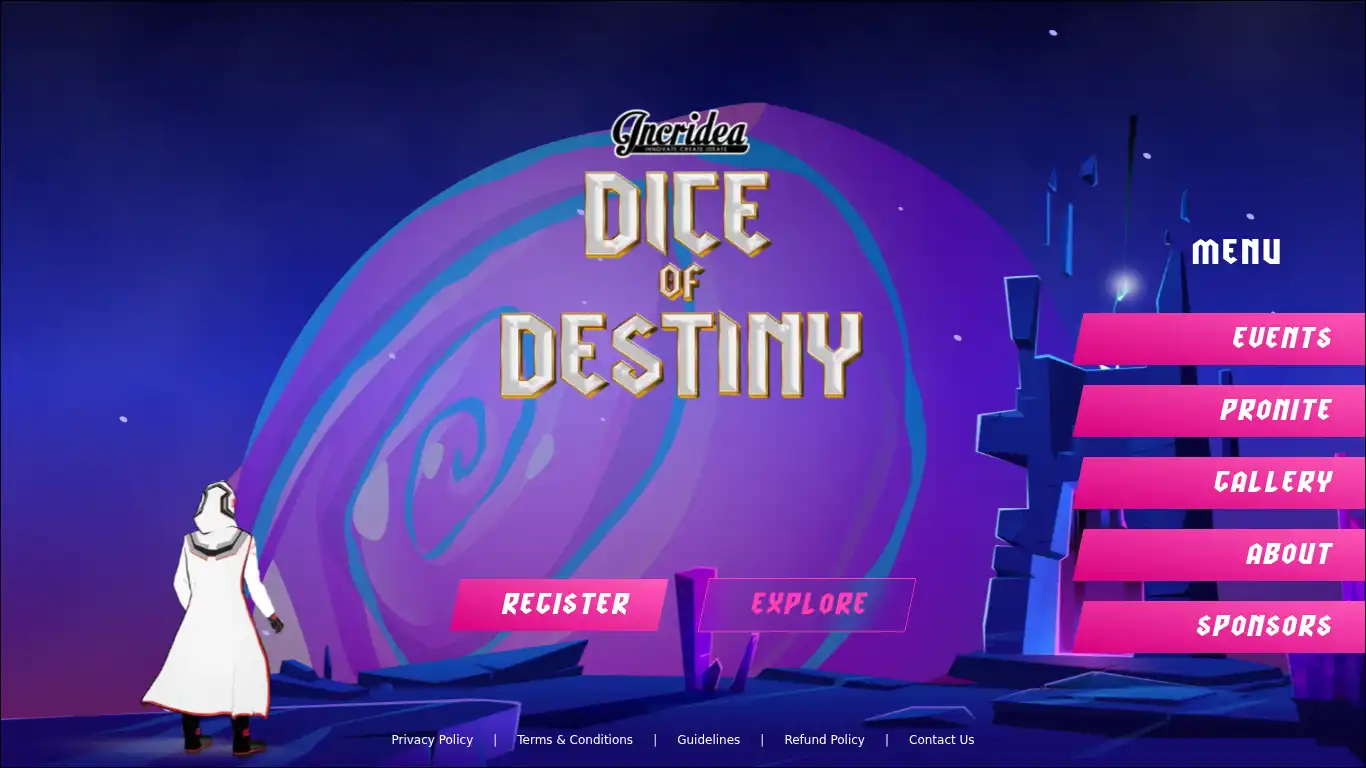 Incridea
INNOVATE CREATE IDEATE
DICE
OF
DESTINY
MENU
EVENTS
PRONITE
GALLERY
ABOUT
SPONSORS
REGISTER
EXPLORE
Privacy Policy | Terms & Conditions | Guidelines | Refund Policy | Contact Us